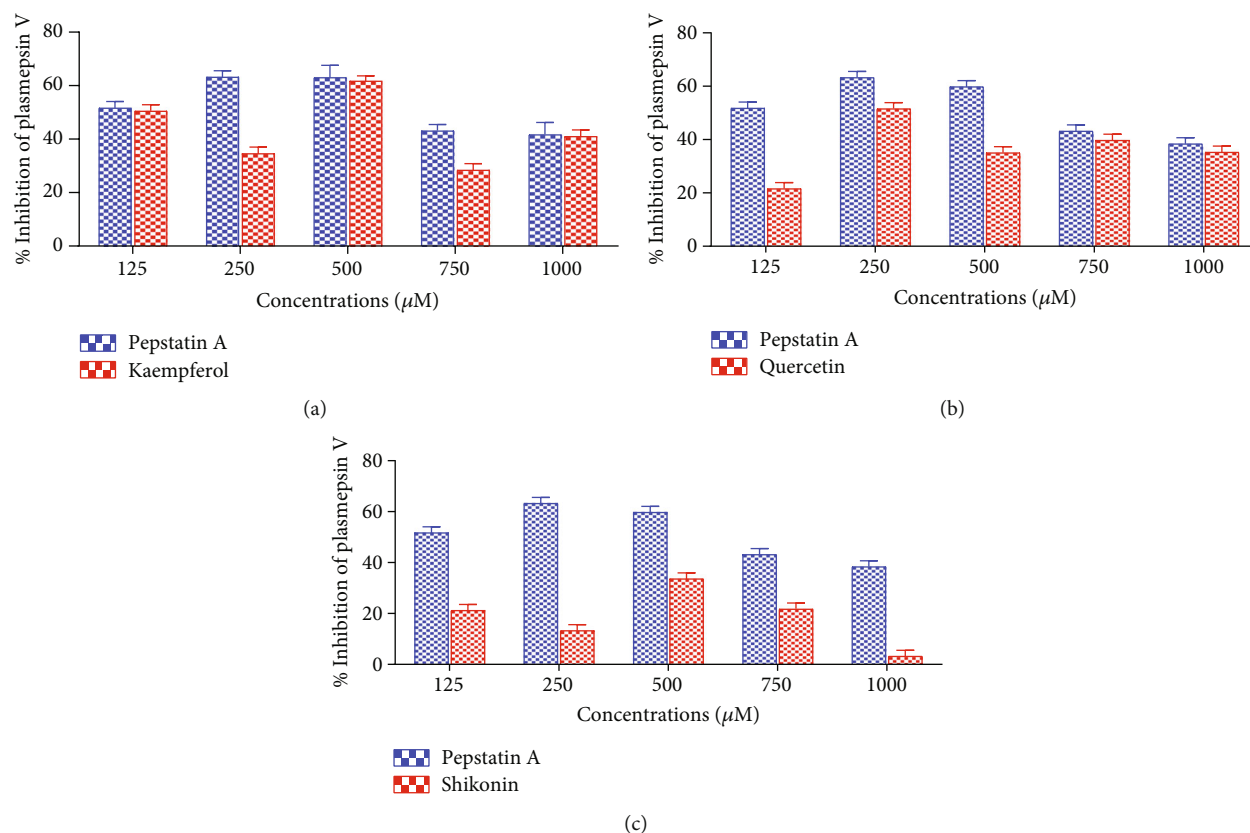 % Inhibition of plasmepsin V
80
60
40
20
0
125 250 500 750 1000
Concentrations (μM)
Pepstatin A
Kaempferol
(a)
% Inhibition of plasmepsin V
80
60
40
20
0
125 250 500 750 1000
Concentrations (μM)
Pepstatin A
Quercetin
(b)
% Inhibition of plasmepsin V
80
60
40
20
0
125 250 500 750 1000
Concentrations (μM)
Pepstatin A
Shikonin
(c)